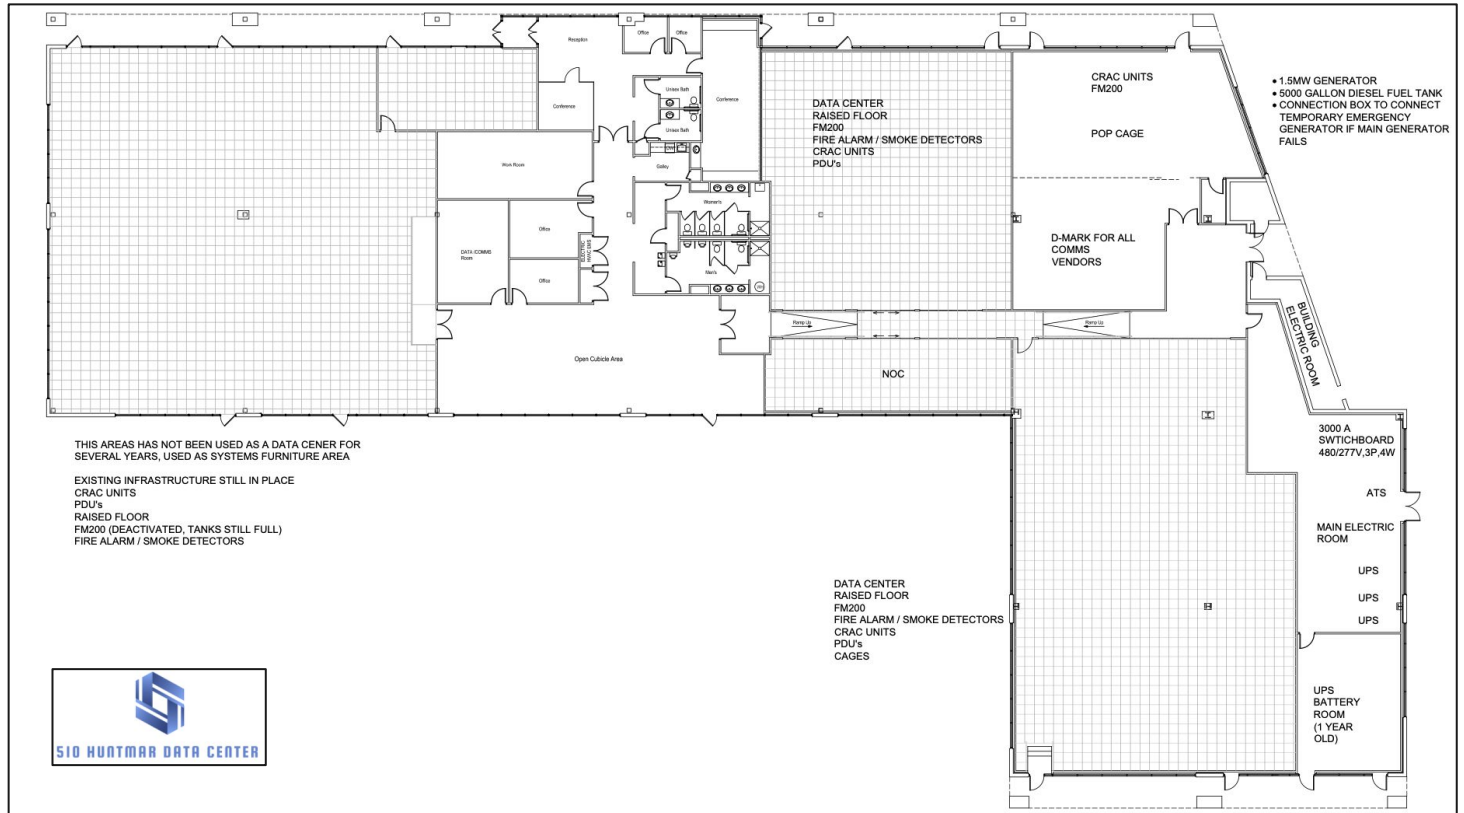 Reception
Office
Office
Conference
Unisex Bath
Unisex Bath
Conference
Work Room
Galley
Women's
Men's
DATA /COMMS
Room
Office
Office
ELECTRIC
HVAC EMS
Open Cubicle Area
DATA CENTER
RAISED FLOOR
FM200
FIRE ALARM / SMOKE DETECTORS
CRAC UNITS
PDU's
CRAC UNITS
FM200
POP CAGE
D-MARK FOR ALL
COMMS
VENDORS
• 1.5MW GENERATOR
• 5000 GALLON DIESEL FUEL TANK
• CONNECTION BOX TO CONNECT
TEMPORARY EMERGENCY
GENERATOR IF MAIN GENERATOR
FAILS
Ramp Up
Ramp Up
NOC
BUILDING
ELECTRIC ROOM
3000 A
SWTICHBOARD
480/277V,3P,4W
ATS
MAIN ELECTRIC
ROOM
UPS
UPS
UPS
UPS
BATTERY
ROOM
(1 YEAR
OLD)
THIS AREAS HAS NOT BEEN USED AS A DATA CENER FOR
SEVERAL YEARS, USED AS SYSTEMS FURNITURE AREA
EXISTING INFRASTRUCTURE STILL IN PLACE
CRAC UNITS
PDU's
RAISED FLOOR
FM200 (DEACTIVATED, TANKS STILL FULL)
FIRE ALARM / SMOKE DETECTORS
DATA CENTER
RAISED FLOOR
FM200
FIRE ALARM / SMOKE DETECTORS
CRAC UNITS
PDU's
CAGES
510 HUNTMAR DATA CENTER